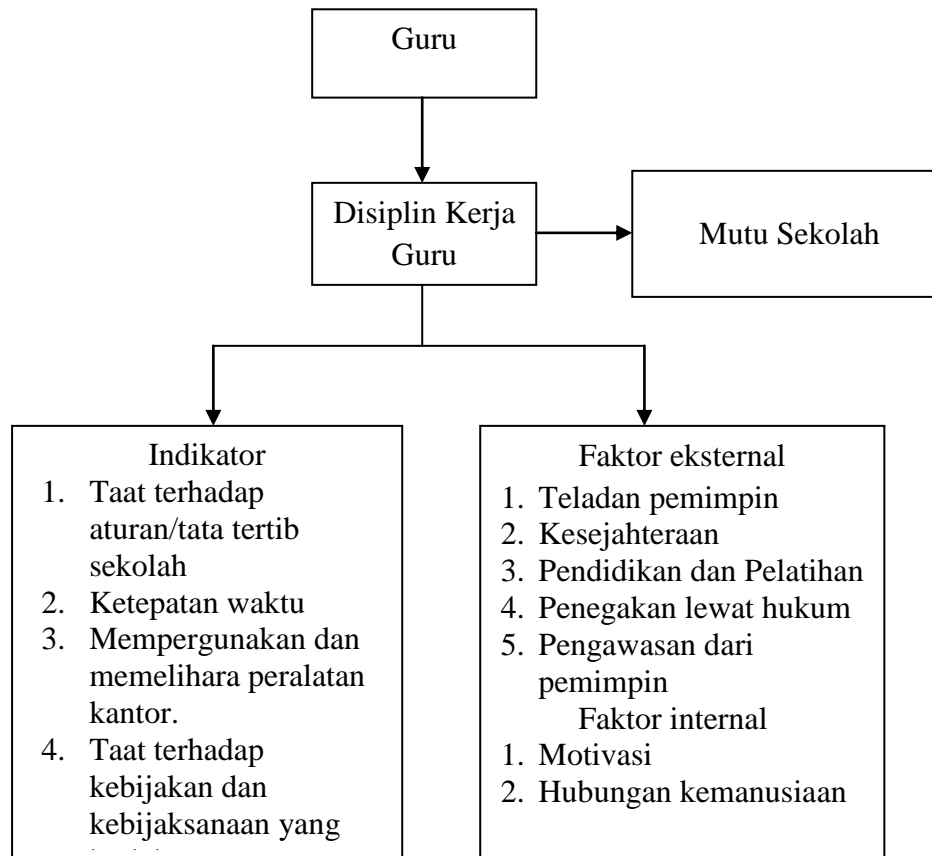 Guru
Disiplin Kerja
Guru
Mutu Sekolah
Indikator
1. Taat terhadap
aturan/tata tertib
sekolah
2. Ketepatan waktu
3. Mempergunakan dan
memelihara peralatan
kantor.
4. Taat terhadap
kebijakan dan
kebijaksanaan yang
Faktor eksternal
1. Teladan pemimpin
2. Kesejahteraan
3. Pendidikan dan Pelatihan
4. Penegakan lewat hukum
5. Pengawasan dari
pemimpin
Faktor internal
1. Motivasi
2. Hubungan kemanusiaan